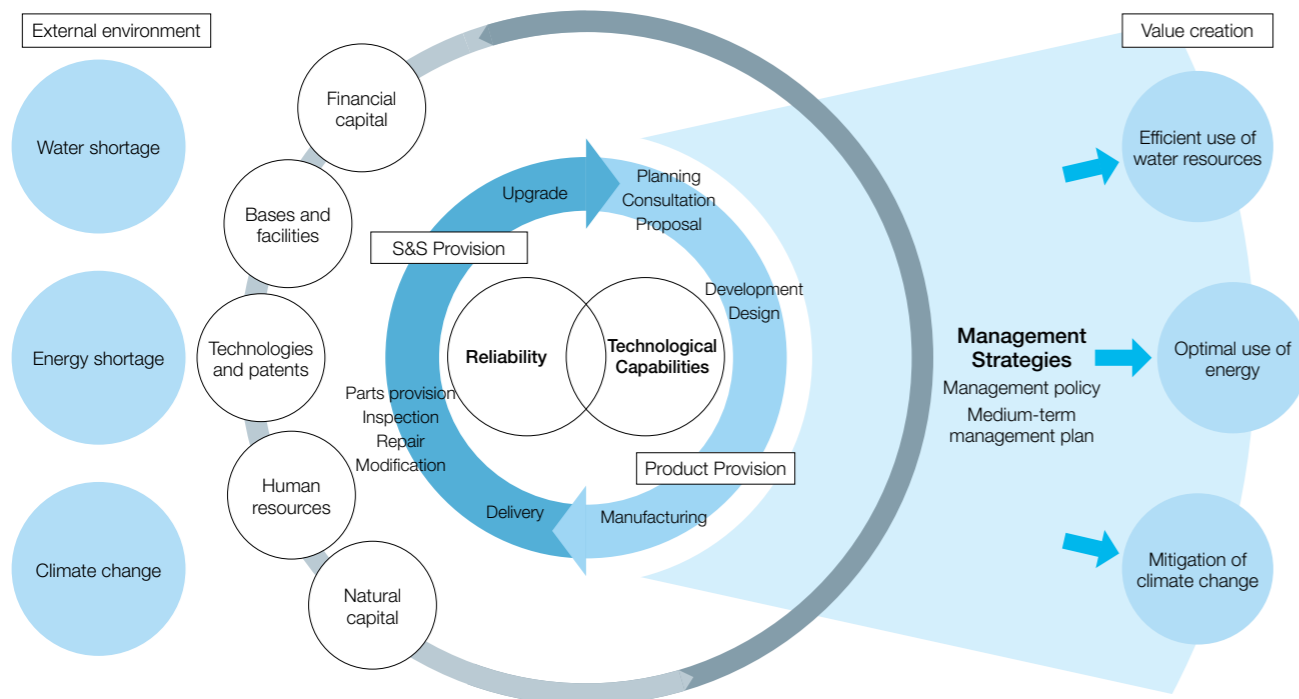 External environment
Water shortage
Energy shortage
Climate change
Financial
capital
Bases and
facilities
Technologies
and patents
Human
resources
Natural
capital
S&S Provision
Upgrade
Planning
Consultation
Proposal
Development
Design
Reliability
Technological
Capabilities
Parts provision
Inspection
Repair
Modification
Product Provision
Delivery
Manufacturing
Management
Strategies
Management policy
Medium-term
management plan
Value creation
Efficient use of
water resources
Optimal use of
energy
Mitigation of
climate change